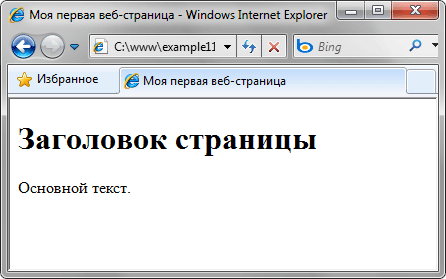 Моя первая веб-страница - Windows Internet Explorer
C:\www\example11
Bing
Избранное
Моя первая веб-страница
Заголовок страницы
Основной текст.